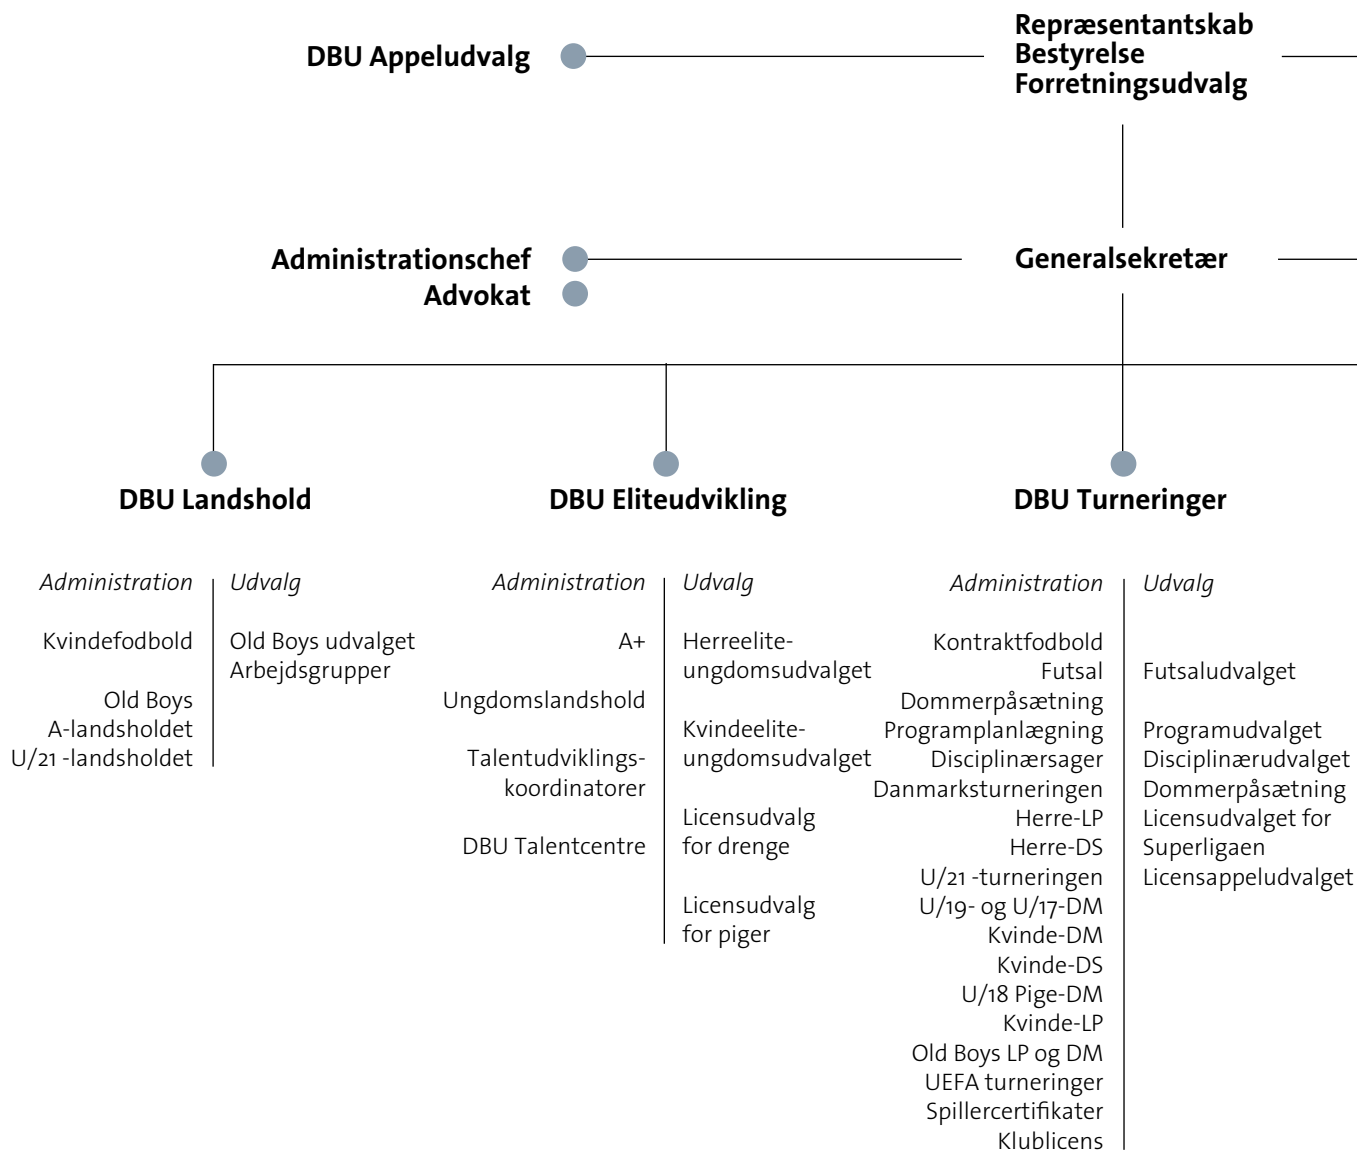 DBU Appeludvalg
Repræsentantskab
Bestyrelse
Forretningsudvalg
Administrationschef
Advokat
Generalsekretær
DBU Landshold
Administration
Kvindefodbold
Old Boys
A-landsholdet
U/21 -landsholdet
Udvalg
Old Boys udvalget
Arbejdsgrupper
DBU Eliteudvikling
Administration
A+
Ungdomslandshold
Talentudviklings-
koordinatorer
DBU Talentcentre
Udvalg
Herreelite-
ungdomsudvalget
Kvindeelite-
ungdomsudvalget
Licensudvalg
for drenge
Licensudvalg
for piger
DBU Turneringer
Administration
Kontraktfodbold
Futsal
Dommerpåsætning
Programplanlægning
Disciplinærsager
Danmarksturneringen
Herre-LP
Herre-DS
U/21 -turneringen
U/19- og U/17-DM
Kvinde-DM
Kvinde-DS
U/18 Pige-DM
Kvinde-LP
Old Boys LP og DM
UEFA turneringer
Spillercertifikater
Klublicens
Udvalg
Futsaludvalget
Programudvalget
Disciplinærudvalget
Dommerpåsætning
Licensudvalget for
Superligaen
Licensappeludvalget